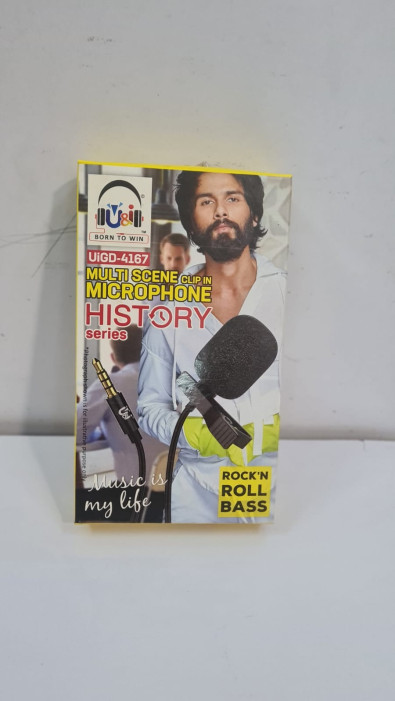 U&i
BORN TO WIN
UiGD-4167
MULTI SCENE CLIP IN
MICROPHONE
HISTORY
series
Music is
my life
ROCK'N
ROLL
BASS